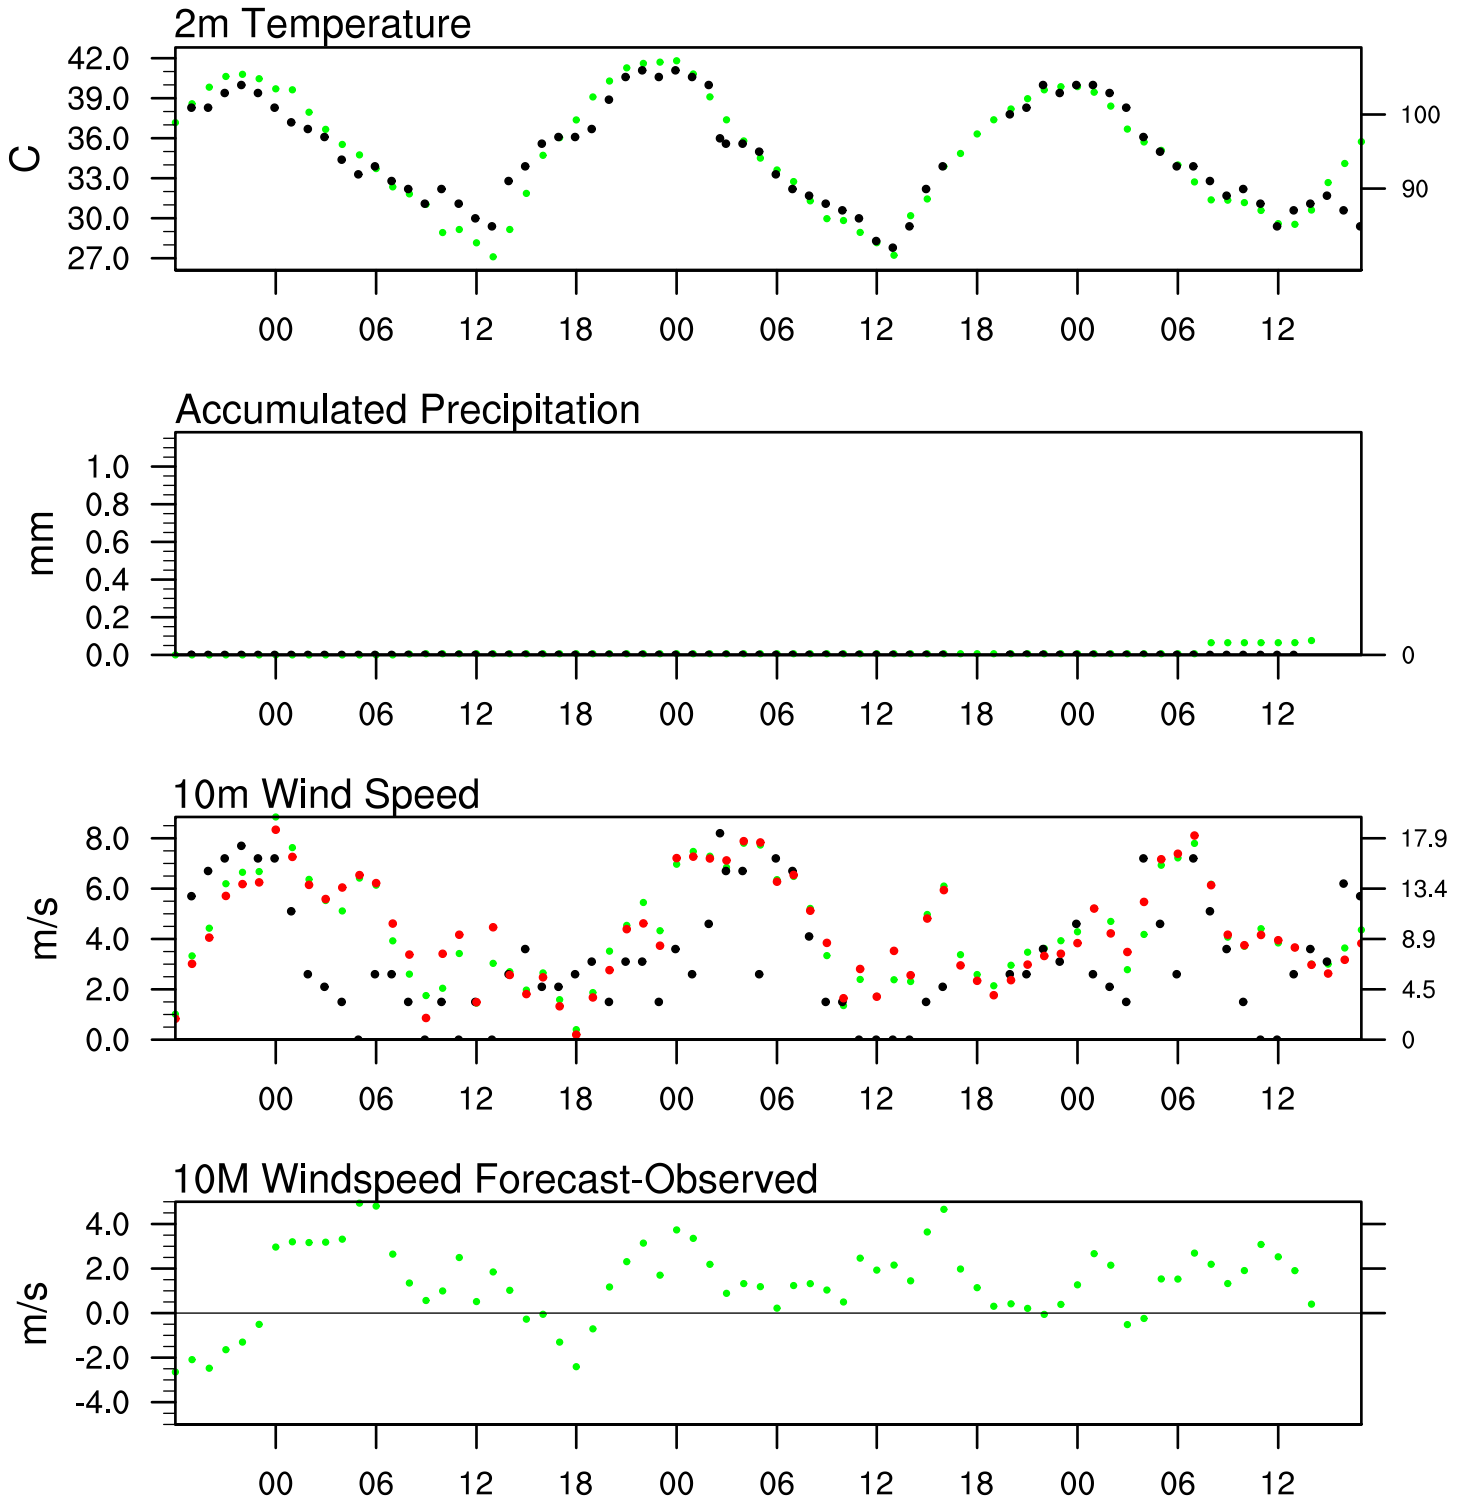 2m Temperature
42.0
39.0
36.0
33.0
30.0
27.0
C
100
90
00 06 12 18 00 06 12 18 00 06 12
Accumulated Precipitation
1.0
0.8
0.6
0.4
0.2
0.0
mm
0
00 06 12 18 00 06 12 18 00 06 12
10m Wind Speed
8.0
6.0
4.0
2.0
0.0
m/s
17.9
13.4
8.9
4.5
0
00 06 12 18 00 06 12 18 00 06 12
10M Windspeed Forecast-Observed
4.0
2.0
0.0
-2.0
-4.0
m/s
00 06 12 18 00 06 12 18 00 06 12